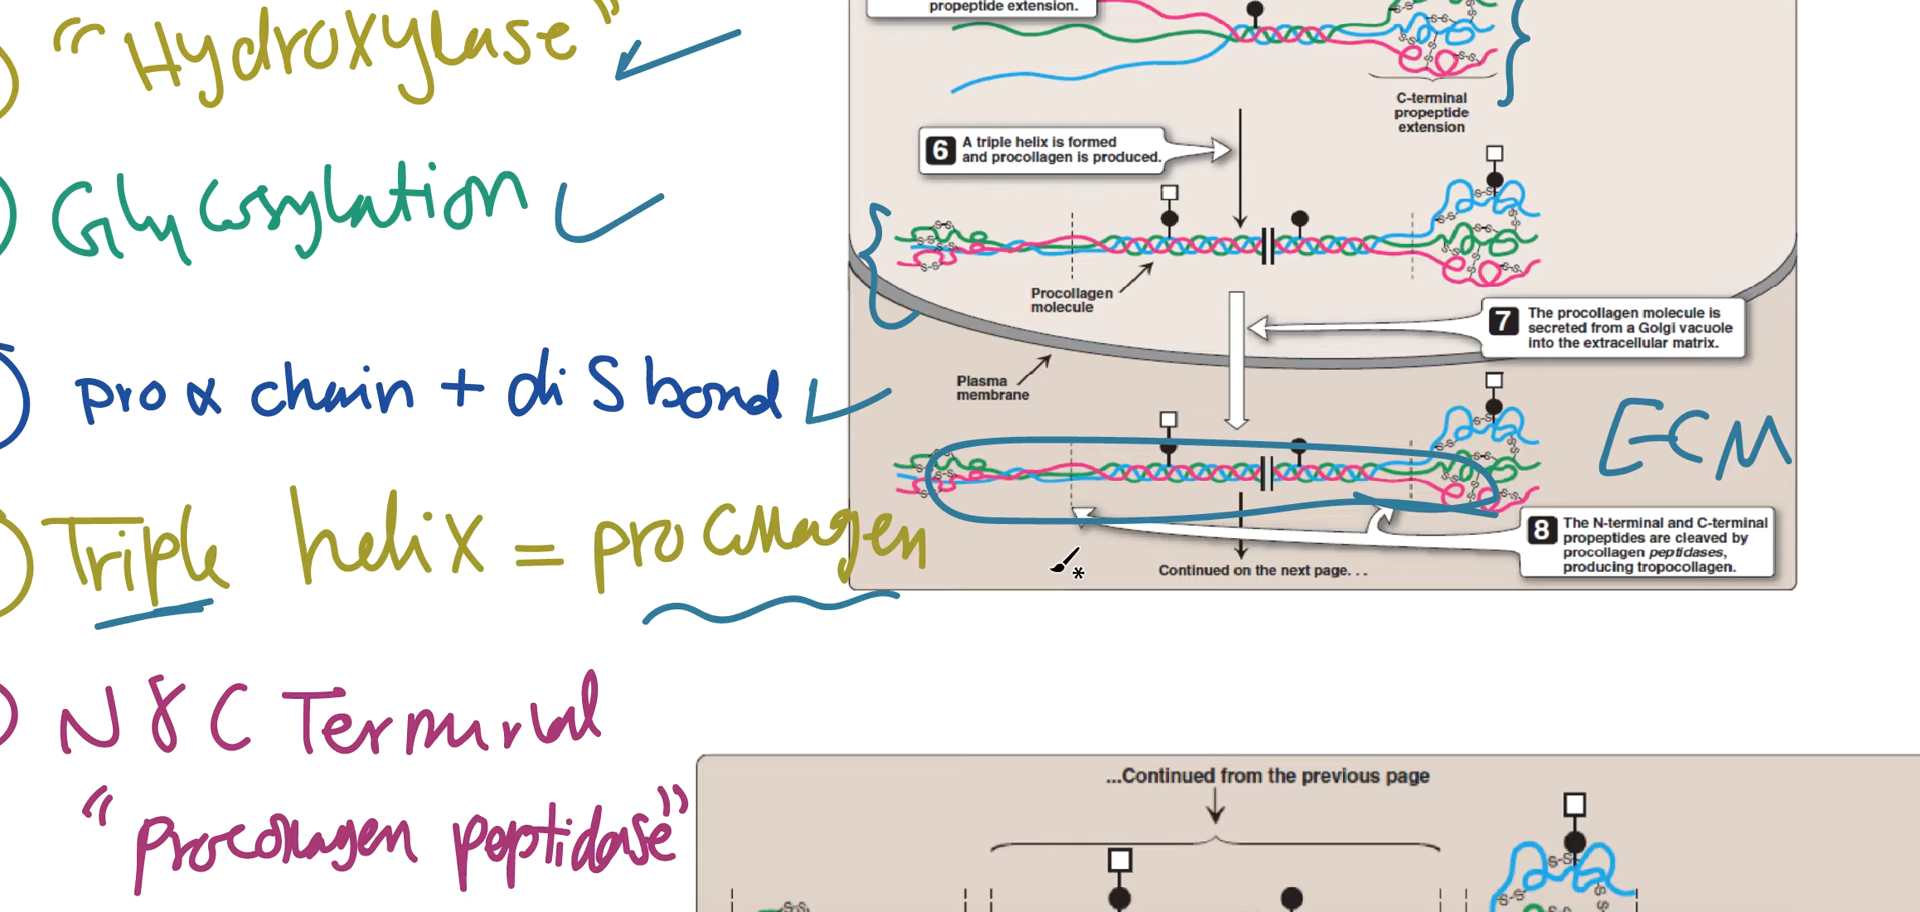 "Hydroxylase"
Glycosylation
pro α chain + di S bond
Triple helix = procollagen
N & C Terminal
"procollagen peptidase"
propeptide extension.
C-terminal
propeptide
extension
6 A triple helix is formed
and procollagen is produced.
Procollagen
molecule
7 The procollagen molecule is
secreted from a Golgi vacuole
into the extracellular matrix.
Plasma
membrane
ECM
8 The N-terminal and C-terminal
propeptides are cleaved by
procollagen peptidases,
producing tropocollagen.
Continued on the next page. . .
...Continued from the previous page